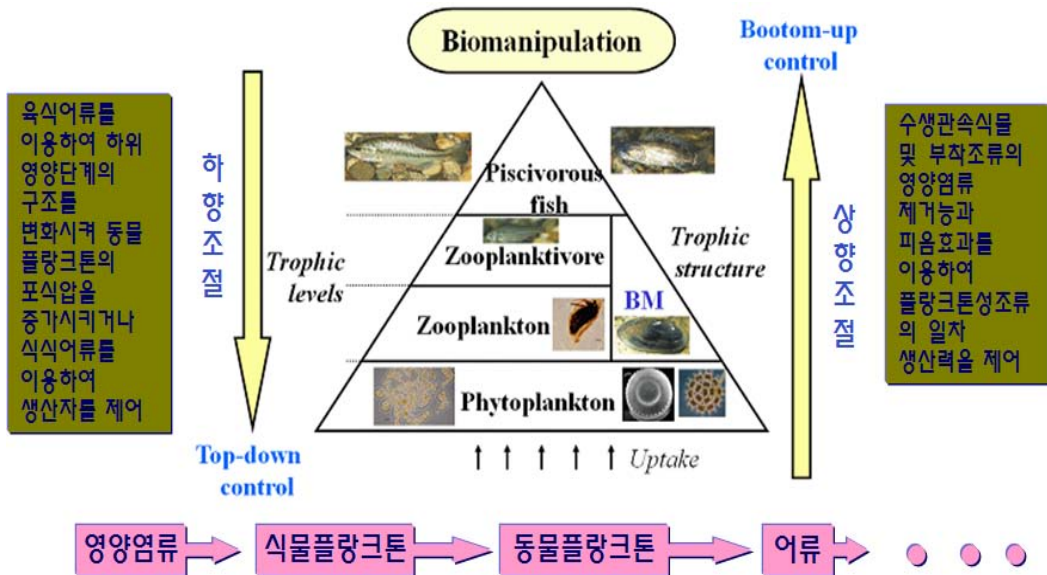 Biomanipulation
Bootom-up
control
육식어류를
이용하여 하위
영양단계의
구조를
변화시켜 동물
플랑크톤의
포식압을
증가시키거나
식식어류를
이용하여
생산자를 제어
하향조절
Top-down
control
Trophic
levels
Piscivorous
fish
Zooplanktivore
Zooplankton
BM
Phytoplankton
Uptake
Trophic
structure
상향조절
수생관속식물
및 부착조류의
영양염류
제거능과
피음효과를
이용하여
플랑크톤성조류
의 일차
생산력을 제어
영양염류
식물플랑크톤
동물플랑크톤
어류